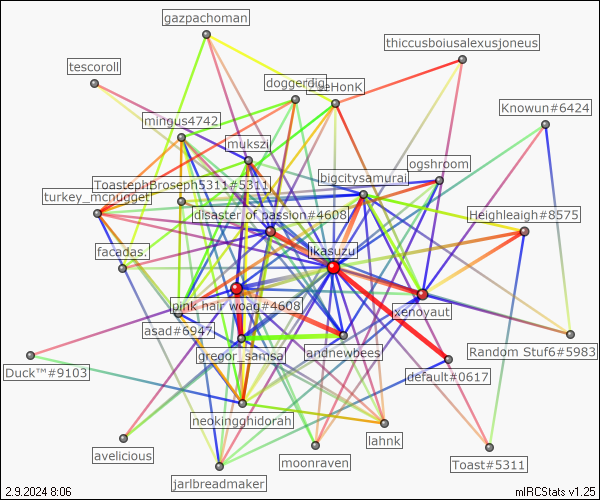 gazpachoman
thiccusboiusalexusjoneus
tescoroll
doggerdig
eHonK
Knowun#6424
mingus4742
mukszi
ogshroom
bigcitysamurai
ToastephBroseph5311#5311
turkey_mcnugget
disaster of passion#4608
Heighleaigh#8575
facadas.
ikasuzu
pink hair woag#4608
xenoyaut
asad#6947
gregor_samsa
andnewbees
Random Stuf6#5983
Duck™#9103
default#0617
neokingghidorah
lahnk
avelicious
moonraven
Toast#5311
jarlbreadmaker
2.9.2024 8:06
mIRCStats v1.25